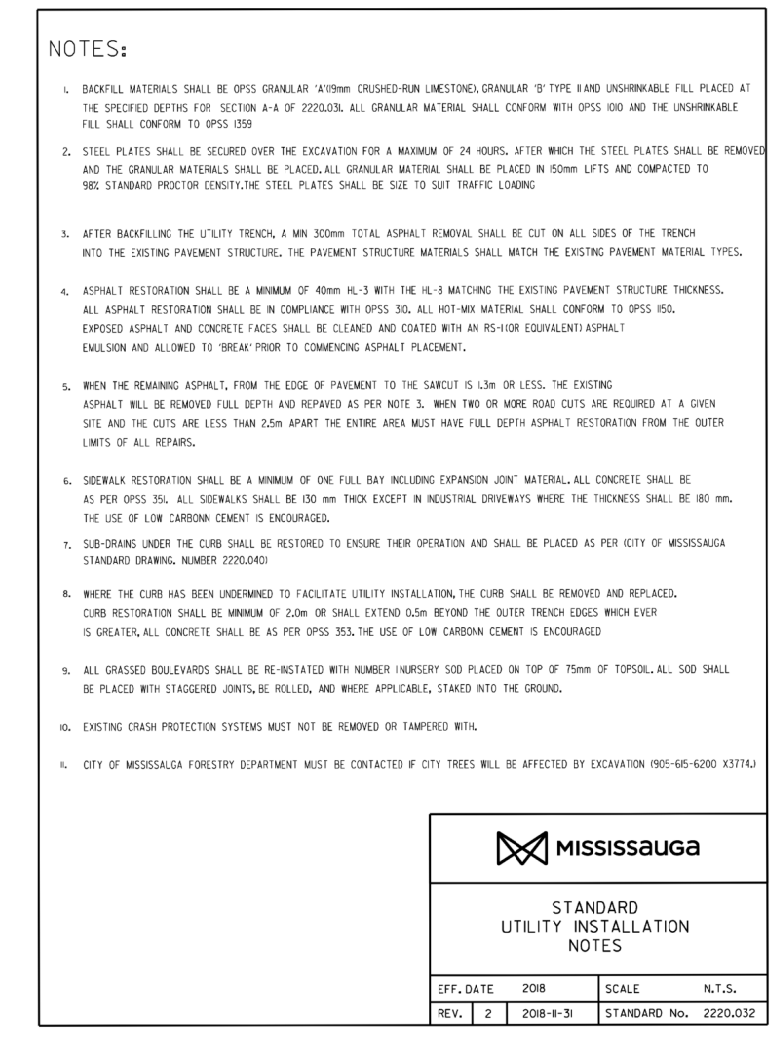 NOTES:
1. BACKFILL MATERIALS SHALL BE OPSS GRANULAR 'A'(19mm CRUSHED-RUN LIMESTONE), GRANULAR 'B' TYPE II AND UNSHRINKABLE FILL PLACED AT
THE SPECIFIED DEPTHS FOR SECTION A-A OF 2220.031. ALL GRANULAR MATERIAL SHALL CONFORM WITH OPSS 1010 AND THE UNSHRINKABLE
FILL SHALL CONFORM TO OPSS 1359
2. STEEL PLATES SHALL BE SECURED OVER THE EXCAVATION FOR A MAXIMUM OF 24 HOURS. AFTER WHICH THE STEEL PLATES SHALL BE REMOVED
AND THE GRANULAR MATERIALS SHALL BE PLACED. ALL GRANULAR MATERIAL SHALL BE PLACED IN 150mm LIFTS AND COMPACTED TO
98% STANDARD PROCTOR DENSITY.THE STEEL PLATES SHALL BE SIZE TO SUIT TRAFFIC LOADING
3. AFTER BACKFILLING THE UTILITY TRENCH, A MIN 300mm TOTAL ASPHALT REMOVAL SHALL BE CUT ON ALL SIDES OF THE TRENCH
INTO THE EXISTING PAVEMENT STRUCTURE. THE PAVEMENT STRUCTURE MATERIALS SHALL MATCH THE EXISTING PAVEMENT MATERIAL TYPES.
4. ASPHALT RESTORATION SHALL BE A MINIMUM OF 40mm HL-3 WITH THE HL-8 MATCHING THE EXISTING PAVEMENT STRUCTURE THICKNESS.
ALL ASPHALT RESTORATION SHALL BE IN COMPLIANCE WITH OPSS 310. ALL HOT-MIX MATERIAL SHALL CONFORM TO OPSS 1150.
EXPOSED ASPHALT AND CONCRETE FACES SHALL BE CLEANED AND COATED WITH AN RS-1 (OR EQUIVALENT) ASPHALT
EMULSION AND ALLOWED TO 'BREAK' PRIOR TO COMMENCING ASPHALT PLACEMENT.
5. WHEN THE REMAINING ASPHALT, FROM THE EDGE OF PAVEMENT TO THE SAWCUT IS 1.3m OR LESS. THE EXISTING
ASPHALT WILL BE REMOVED FULL DEPTH AND REPAVED AS PER NOTE 3. WHEN TWO OR MORE ROAD CUTS ARE REQUIRED AT A GIVEN
SITE AND THE CUTS ARE LESS THAN 2.5m APART THE ENTIRE AREA MUST HAVE FULL DEPTH ASPHALT RESTORATION FROM THE OUTER
LIMITS OF ALL REPAIRS.
6. SIDEWALK RESTORATION SHALL BE A MINIMUM OF ONE FULL BAY INCLUDING EXPANSION JOINT MATERIAL. ALL CONCRETE SHALL BE
AS PER OPSS 351. ALL SIDEWALKS SHALL BE 130 mm THICK EXCEPT IN INDUSTRIAL DRIVEWAYS WHERE THE THICKNESS SHALL BE 180 mm.
THE USE OF LOW CARBONN CEMENT IS ENCOURAGED.
7. SUB-DRAINS UNDER THE CURB SHALL BE RESTORED TO ENSURE THEIR OPERATION AND SHALL BE PLACED AS PER (CITY OF MISSISSAUGA
STANDARD DRAWING. NUMBER 2220.040)
8. WHERE THE CURB HAS BEEN UNDERMINED TO FACILITATE UTILITY INSTALLATION, THE CURB SHALL BE REMOVED AND REPLACED.
CURB RESTORATION SHALL BE MINIMUM OF 2.0m OR SHALL EXTEND 0.5m BEYOND THE OUTER TRENCH EDGES WHICH EVER
IS GREATER, ALL CONCRETE SHALL BE AS PER OPSS 353. THE USE OF LOW CARBONN CEMENT IS ENCOURAGED
9. ALL GRASSED BOULEVARDS SHALL BE RE-INSTATED WITH NUMBER 1 NURSERY SOD PLACED ON TOP OF 75mm OF TOPSOIL. ALL SOD SHALL
BE PLACED WITH STAGGERED JOINTS, BE ROLLED, AND WHERE APPLICABLE, STAKED INTO THE GROUND.
10. EXISTING CRASH PROTECTION SYSTEMS MUST NOT BE REMOVED OR TAMPERED WITH.
11. CITY OF MISSISSAUGA FORESTRY DEPARTMENT MUST BE CONTACTED IF CITY TREES WILL BE AFFECTED BY EXCAVATION (905-615-6200 X3774.)
MISSISSAUGA
STANDARD
UTILITY INSTALLATION
NOTES
EFF. DATE 2018 SCALE N.T.S.
REV. 2 2018-11-31 STANDARD No. 2220.032